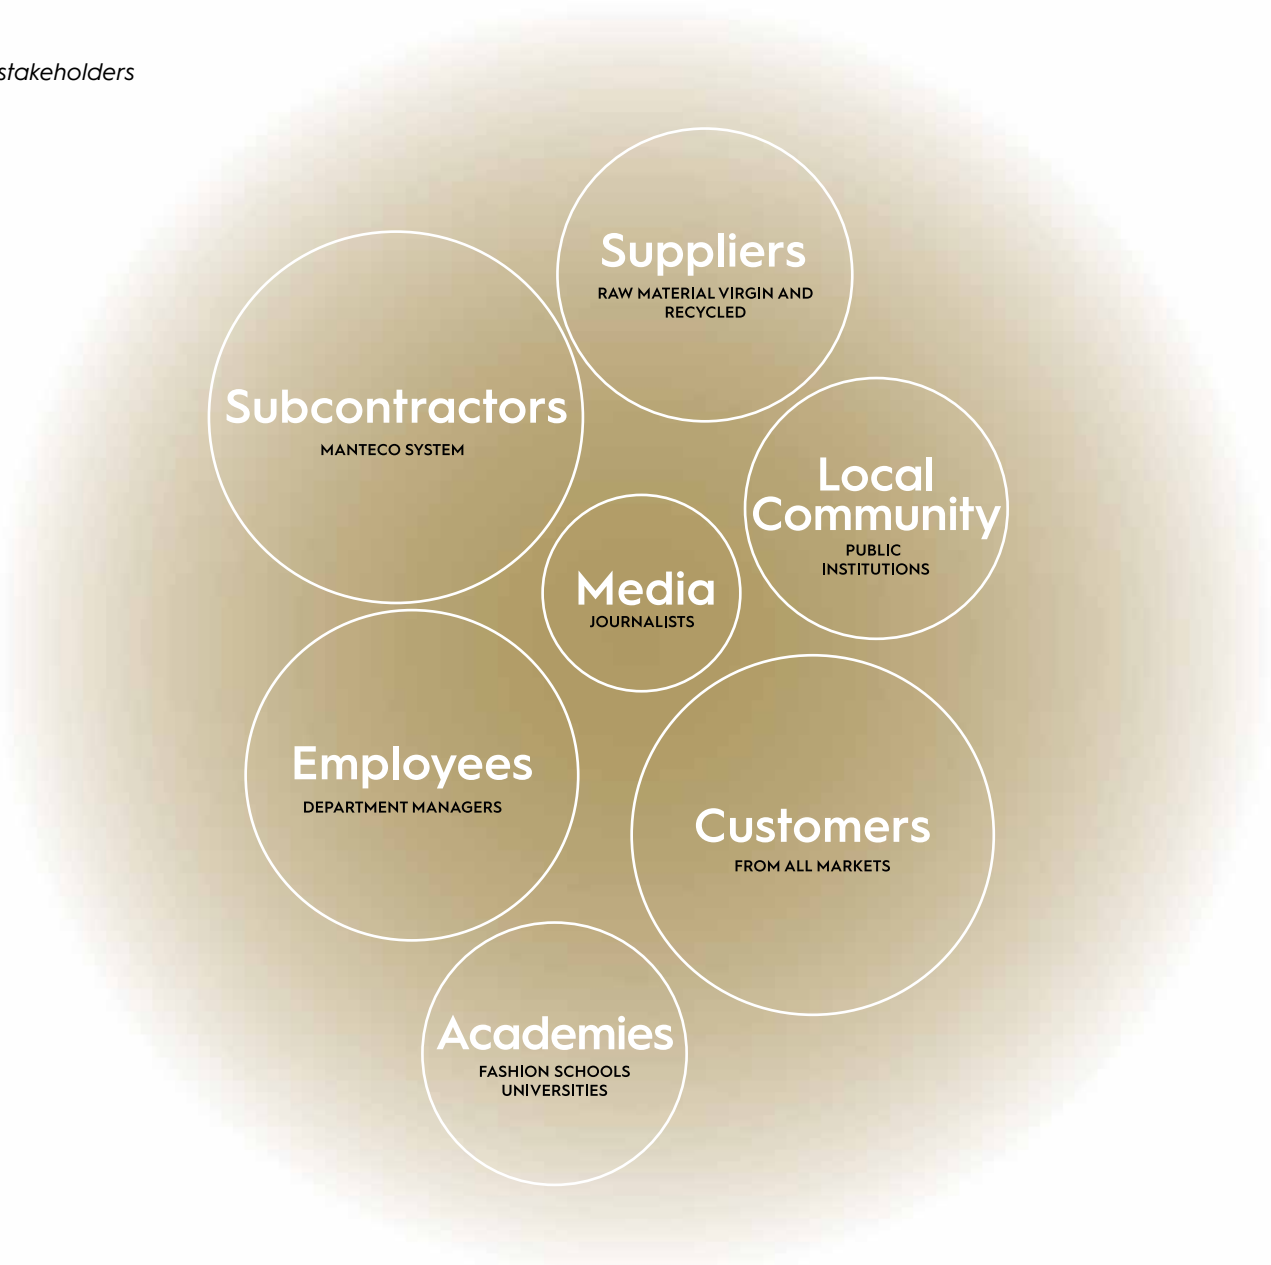 stakeholders
Suppliers
RAW MATERIAL VIRGIN AND
RECYCLED
Subcontractors
MANTECO SYSTEM
Local
Community
PUBLIC
INSTITUTIONS
Media
JOURNALISTS
Employees
DEPARTMENT MANAGERS
Customers
FROM ALL MARKETS
Academies
FASHION SCHOOLS
UNIVERSITIES